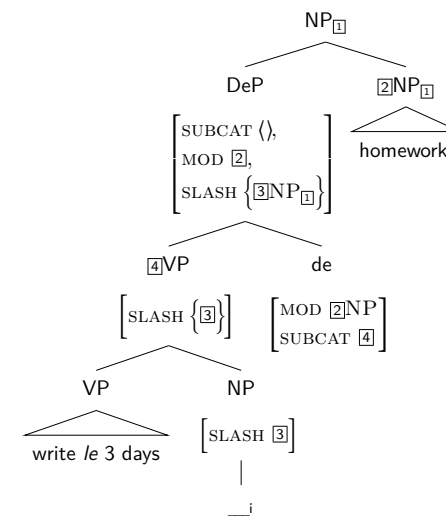 NP1
DeP 2NP1
SUBCAT ⟨⟩,
MOD 2,
SLASH {3NP1}
homework
4VP de
SLASH {3}
MOD 2NP
SUBCAT 4
VP NP
write le 3 days
SLASH 3
__i